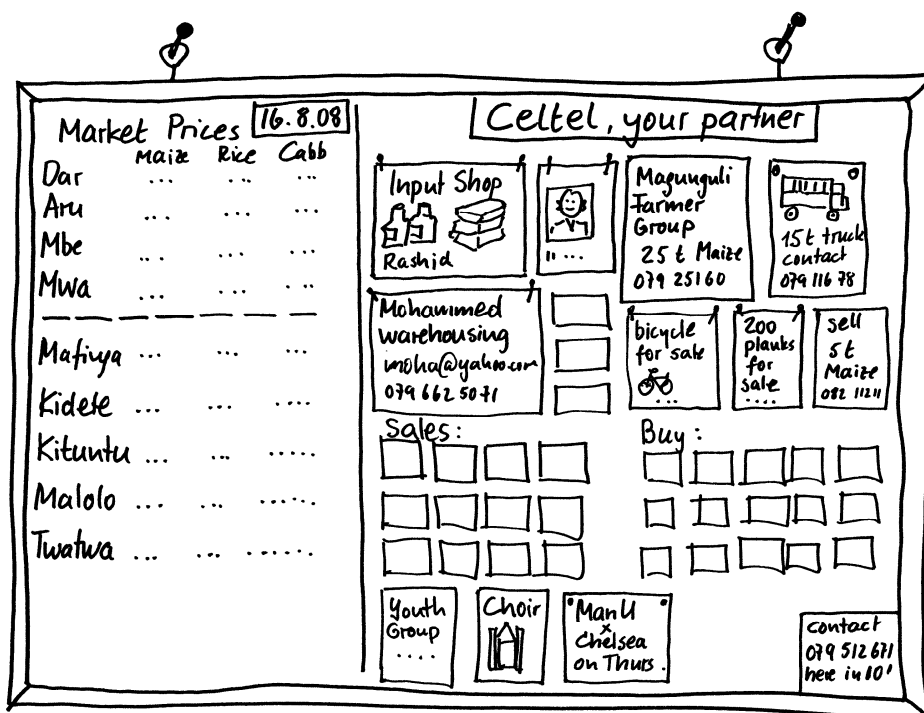 Market Prices 16.8.08
Maize Rice Cabb
Dar ... ... ...
Aru ... ... ...
Mbe ... ... ...
Mwa ... ... ...
Mafinga ... ... ...
Kidete ... ... ....
Kituntu ... ... .....
Malolo ... ... ......
Twatwa ... ... .......
Celtel, your partner
Input Shop
Rashid
Magunguli
Farmer
Group
25 t Maize
079 25160
15t truck
contact
079 116 78
Mohammed
warehousing
moha@yahoo.com
079 662 5071
bicycle
for sale
....
200
planks
for
sale
....
sell
5t
Maize
082 11211
Sales:
Buy:
Youth
Group
....
Choir
ManU
x
Chelsea
on Thurs.
contact
079 512 671
here in 10'